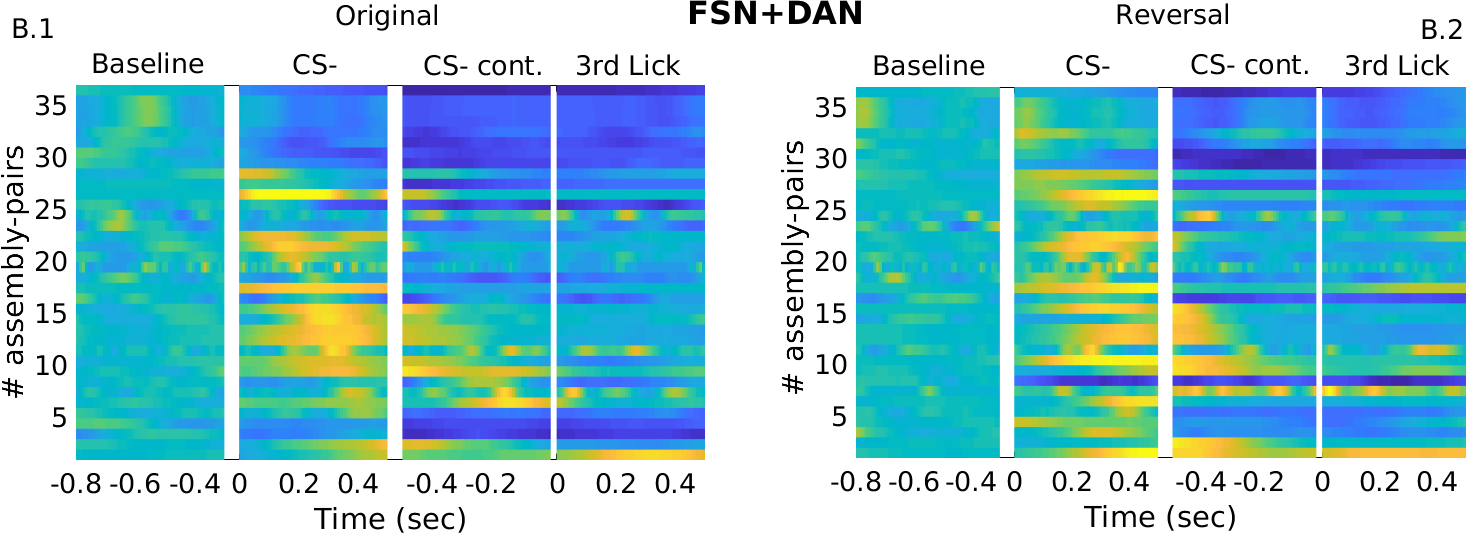 FSN+DAN
B.1
Original
Baseline CS- CS- cont. 3rd Lick
# assembly-pairs
35
30
25
20
15
10
5
-0.8 -0.6 -0.4 0 0.2 0.4 -0.4 -0.2 0 0.2 0.4
Time (sec)
Reversal
B.2
Baseline CS- CS- cont. 3rd Lick
# assembly-pairs
35
30
25
20
15
10
5
-0.8 -0.6 -0.4 0 0.2 0.4 -0.4 -0.2 0 0.2 0.4
Time (sec)